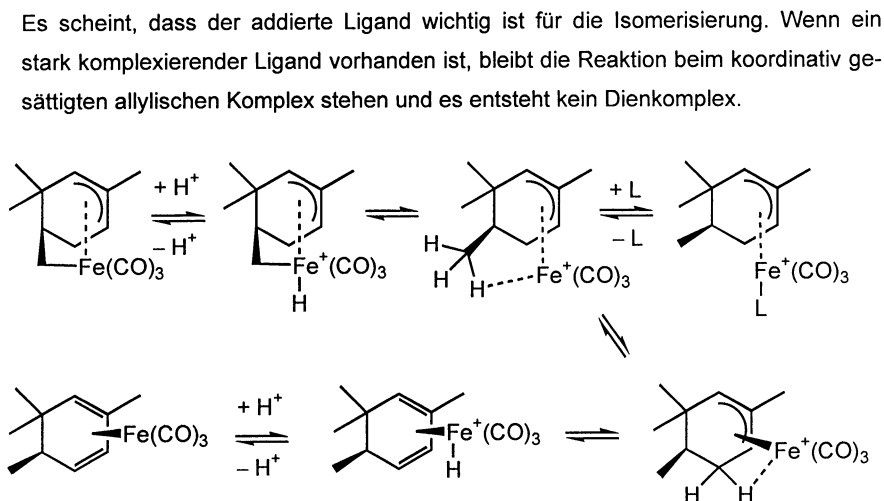 Es scheint, dass der addierte Ligand wichtig ist für die Isomerisierung. Wenn ein
stark komplexierender Ligand vorhanden ist, bleibt die Reaktion beim koordinativ ge-
sättigten allylischen Komplex stehen und es entsteht kein Dienkomplex.
+ H⁺
– H⁺
Fe(CO)₃
Fe⁺(CO)₃
H
H
H
H
Fe⁺(CO)₃
+ L
– L
Fe⁺(CO)₃
L
Fe(CO)₃
+ H⁺
– H⁺
Fe⁺(CO)₃
H
Fe⁺(CO)₃
H
H